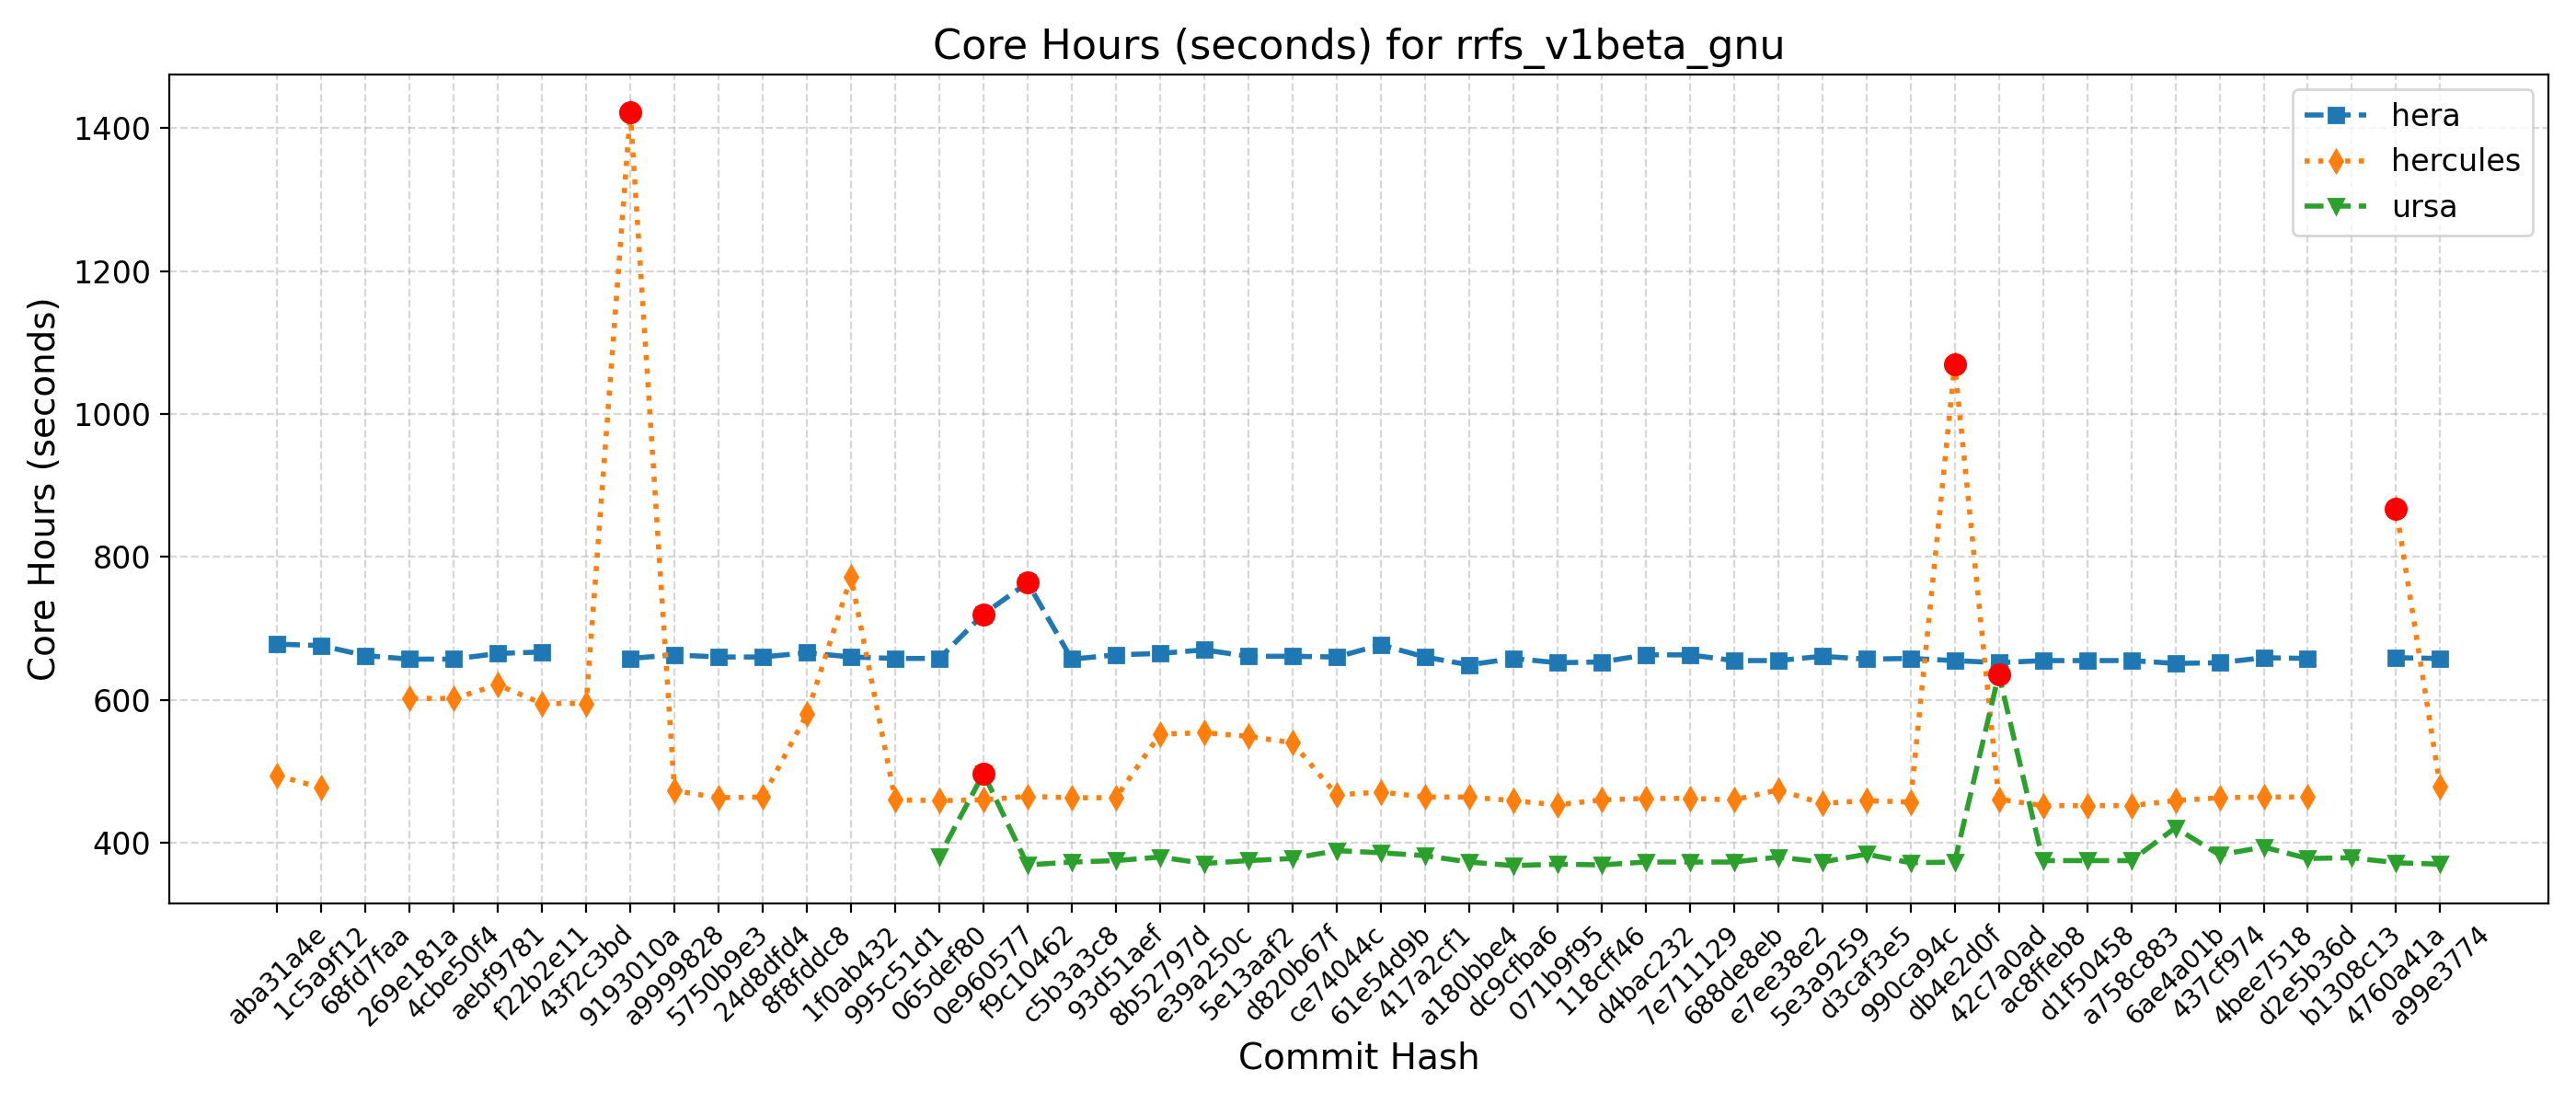 Core Hours (seconds) for rrfs_v1beta_gnu
hera
hercules
ursa
Core Hours (seconds)
1400
1200
1000
800
600
400
aba31a4e
1c5a9f12
68fd7faa
269e181a
4cbe50f4
aebf9781
f22b2e11
43f2c3bd
9193010a
a9999828
5750b9e3
24d8dfd4
8f8fddc8
1f0ab432
995c51d1
065def80
0e960577
f9c10462
c5b3a3c8
93d51aef
8b52797d
e39a250c
5e13aaf2
d820b67f
ce74044c
61e54d9b
417a2cf1
a180bbe4
dc9cfba6
071b9f95
118cff46
d4bac232
7e711129
688de8eb
e7ee38e2
5e3a9259
d3caf3e5
990ca94c
db4e2d0f
42c7a0ad
ac8ffeb8
d1f50458
a758c883
6ae4a01b
437cf974
4bee7518
d2e5b36d
b1308c13
4760a41a
a99e3774
Commit Hash